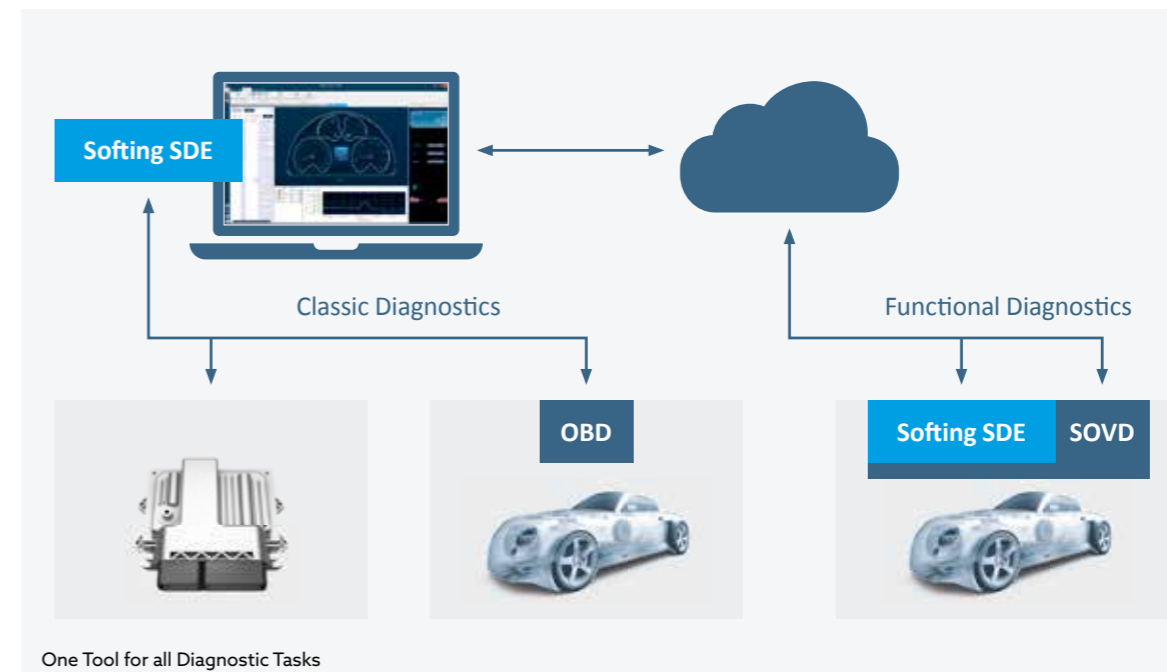 Softing SDE
Classic Diagnostics
Functional Diagnostics
OBD
Softing SDE
SOVD
One Tool for all Diagnostic Tasks